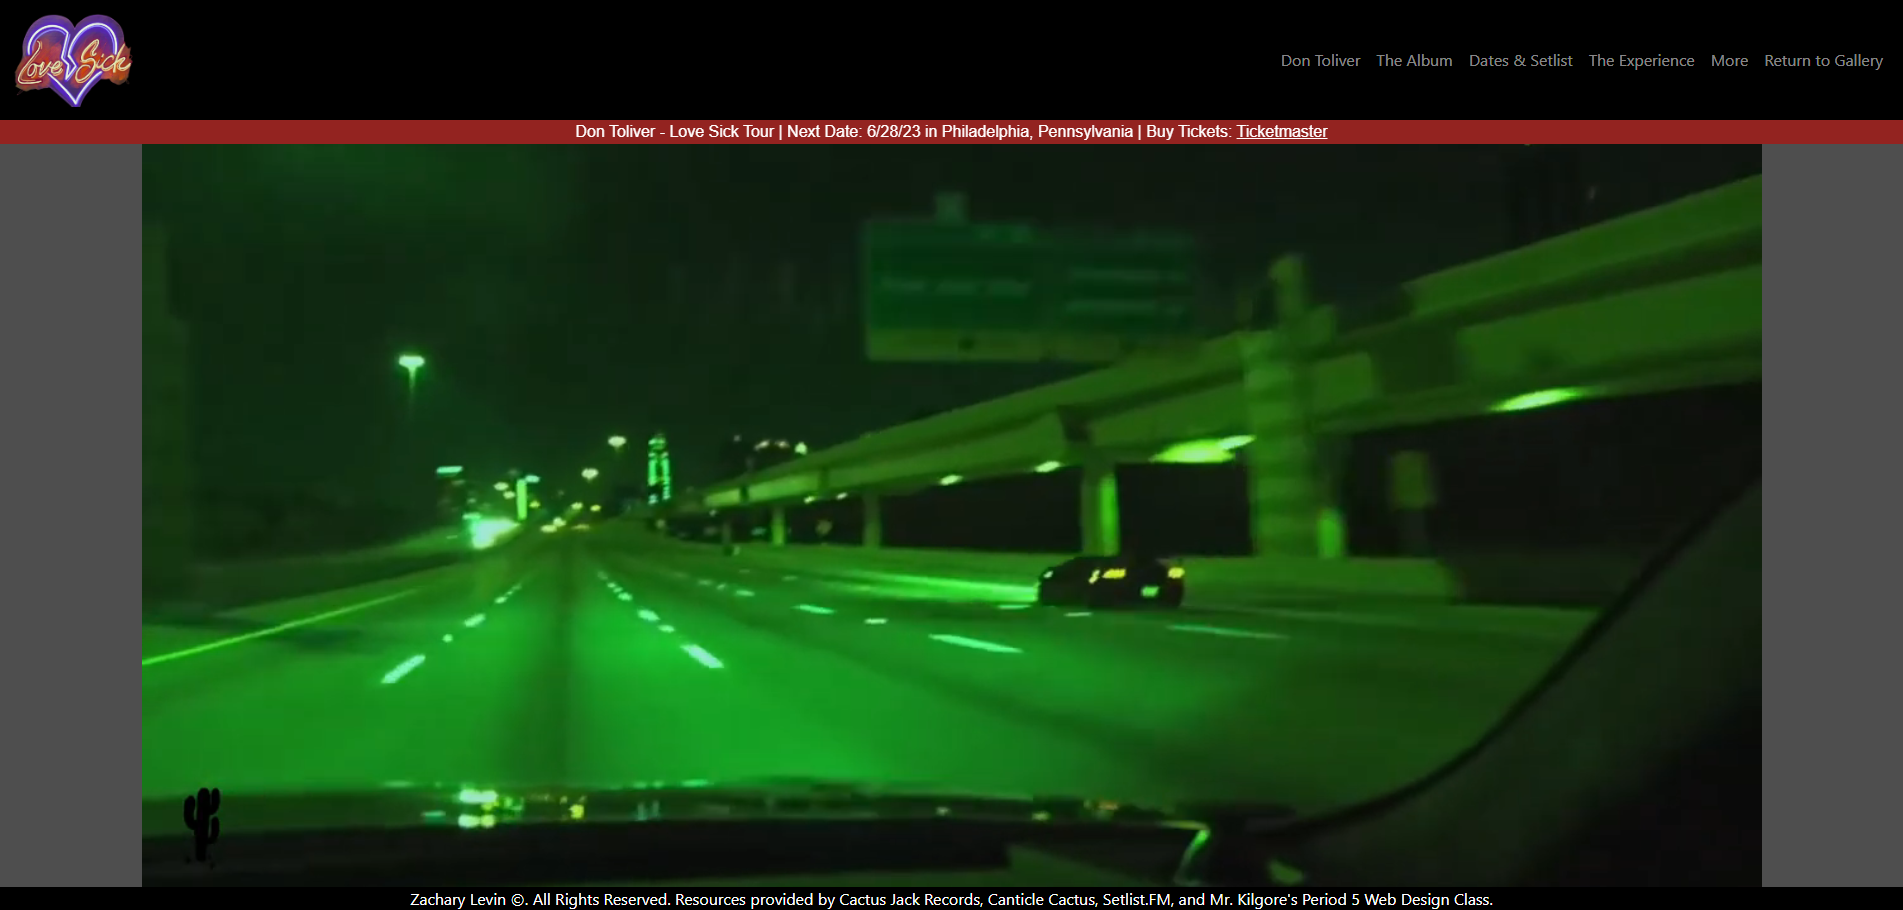 Love Sick
Don Toliver The Album Dates & Setlist The Experience More Return to Gallery
Don Toliver - Love Sick Tour | Next Date: 6/28/23 in Philadelphia, Pennsylvania | Buy Tickets: Ticketmaster
Zachary Levin ©. All Rights Reserved. Resources provided by Cactus Jack Records, Canticle Cactus, Setlist.FM, and Mr. Kilgore's Period 5 Web Design Class.